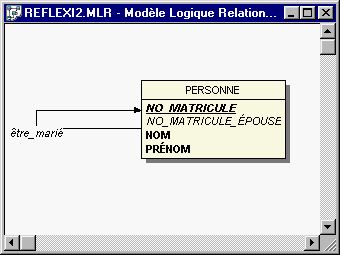 REFLEXI2.MLR - Modèle Logique Relation...
PERSONNE
NO_MATRICULE
NO_MATRICULE_ÉPOUSE
être_marié
NOM
PRÉNOM